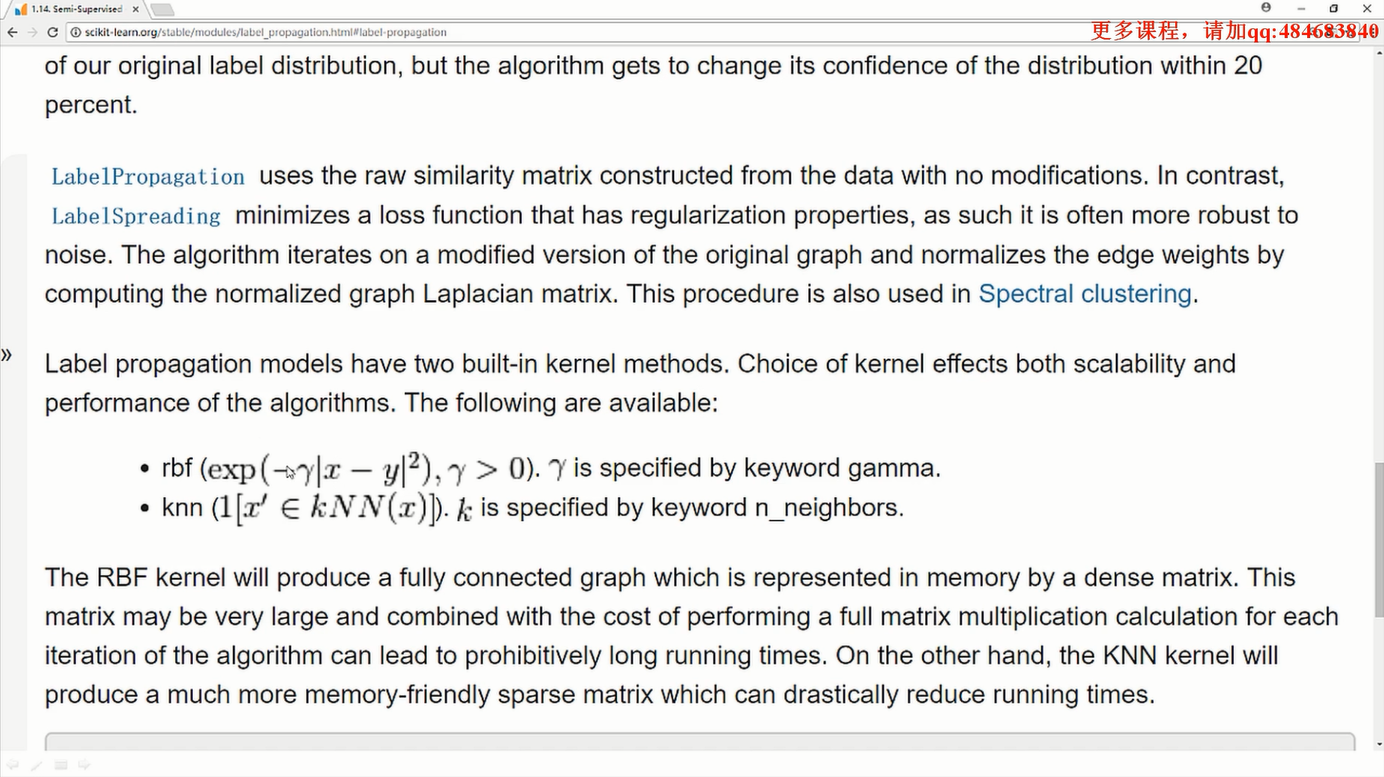 1.14. Semi-Supervised
scikit-learn.org/stable/modules/label_propagation.html#label-propagation
更多课程，请加qq:484683840
of our original label distribution, but the algorithm gets to change its confidence of the distribution within 20
percent.
LabelPropagation uses the raw similarity matrix constructed from the data with no modifications. In contrast,
LabelSpreading minimizes a loss function that has regularization properties, as such it is often more robust to
noise. The algorithm iterates on a modified version of the original graph and normalizes the edge weights by
computing the normalized graph Laplacian matrix. This procedure is also used in Spectral clustering.
»
Label propagation models have two built-in kernel methods. Choice of kernel effects both scalability and
performance of the algorithms. The following are available:
• rbf (exp(−γ|x − y|²), γ > 0). γ is specified by keyword gamma.
• knn (1[x′ ∈ kNN(x)]). k is specified by keyword n_neighbors.
The RBF kernel will produce a fully connected graph which is represented in memory by a dense matrix. This
matrix may be very large and combined with the cost of performing a full matrix multiplication calculation for each
iteration of the algorithm can lead to prohibitively long running times. On the other hand, the KNN kernel will
produce a much more memory-friendly sparse matrix which can drastically reduce running times.